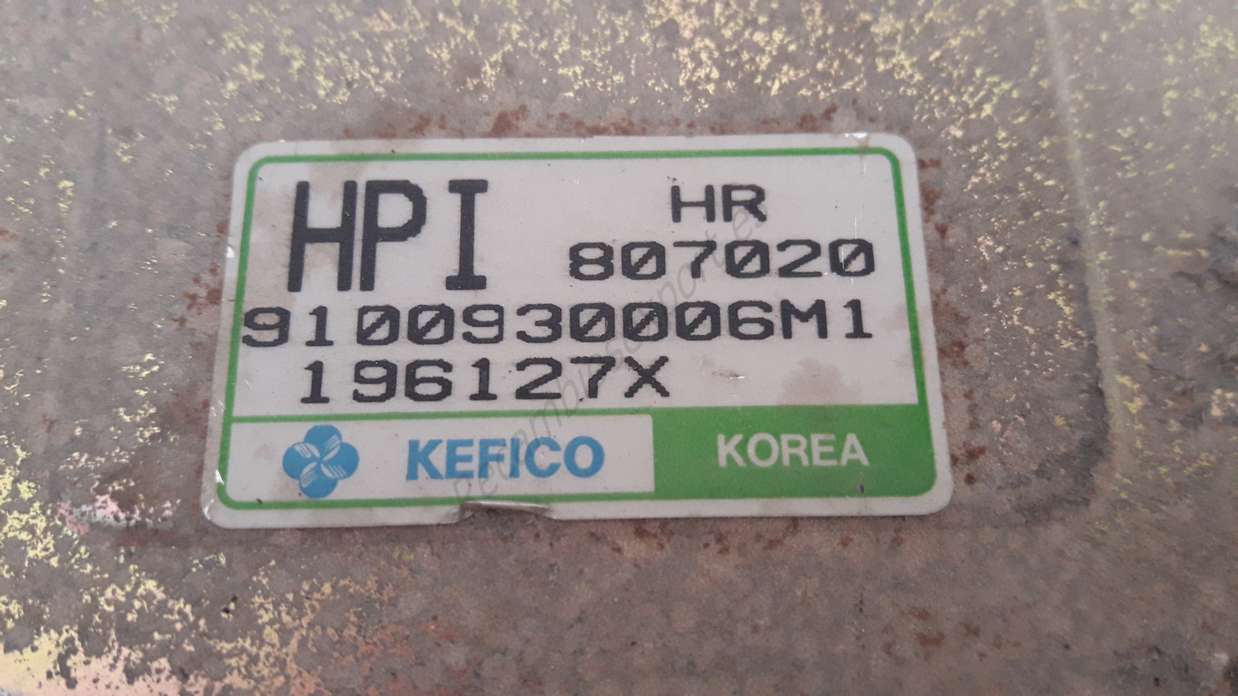 HPI HR
807020
9100930006M1
196127X
KEFICO KOREA